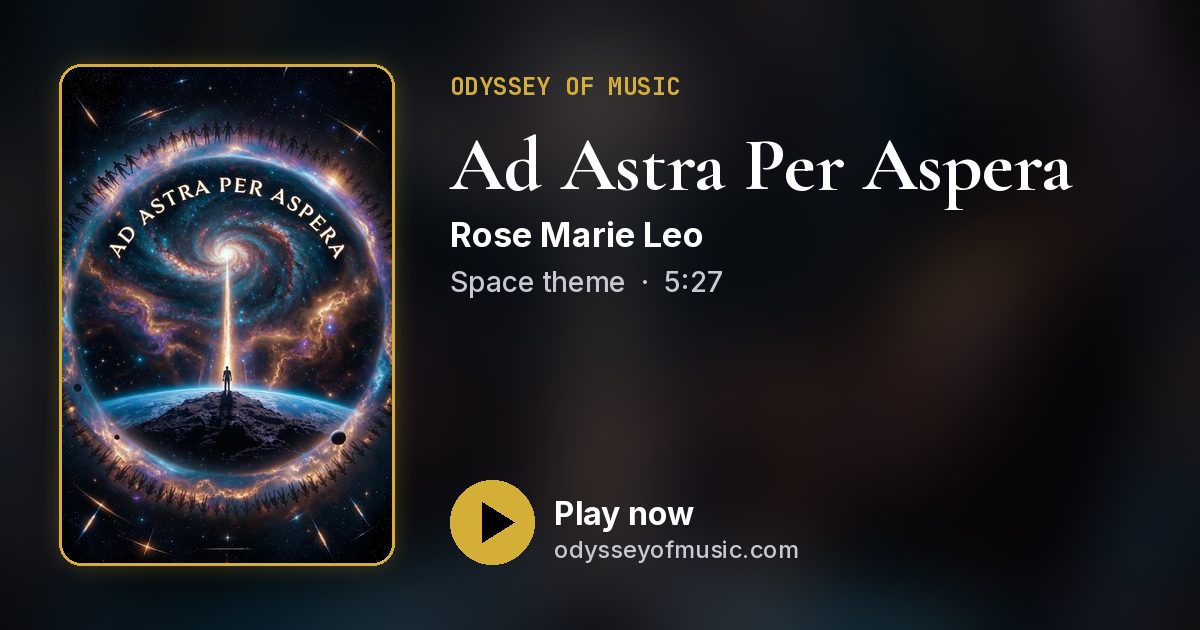 AD ASTRA PER ASPERA
ODYSSEY OF MUSIC
Ad Astra Per Aspera
Rose Marie Leo
Space theme · 5:27
Play now
odysseyofmusic.com